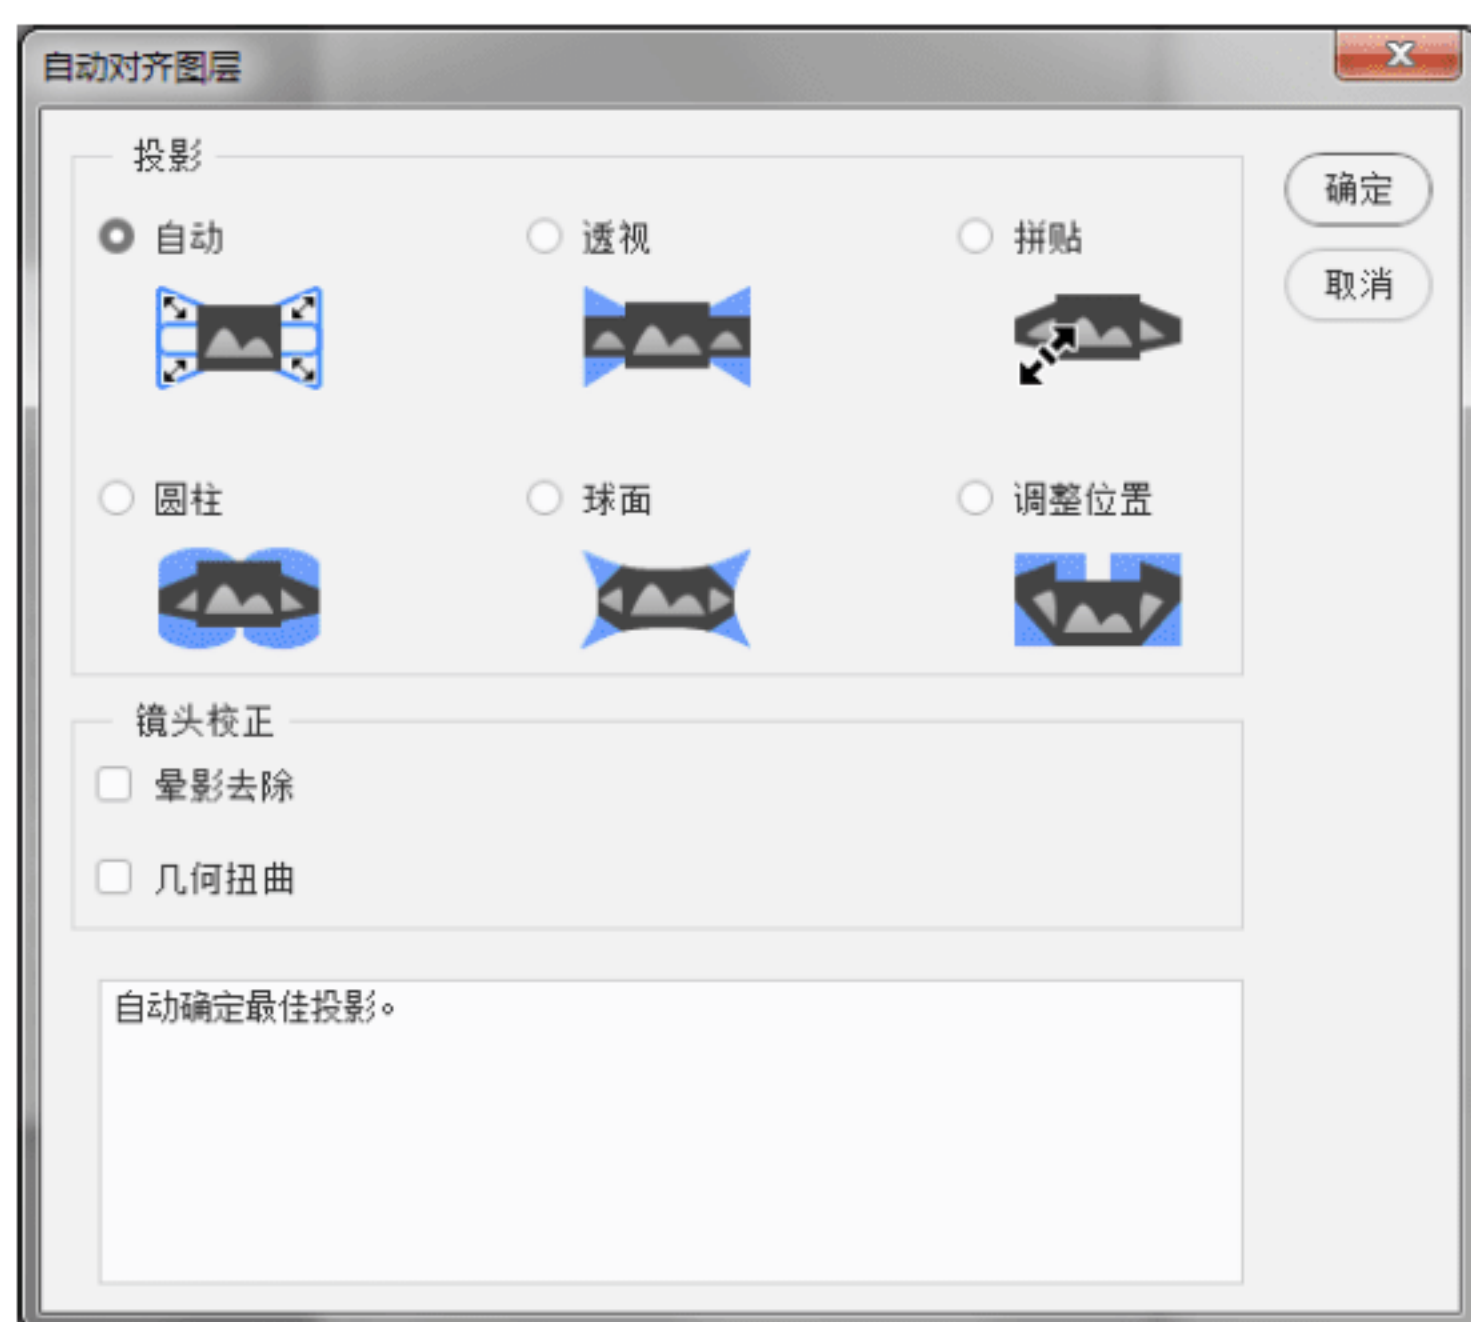 自动对齐图层
投影
确定
自动 透视 拼贴
取消
圆柱 球面 调整位置
镜头校正
晕影去除
几何扭曲
自动确定最佳投影。